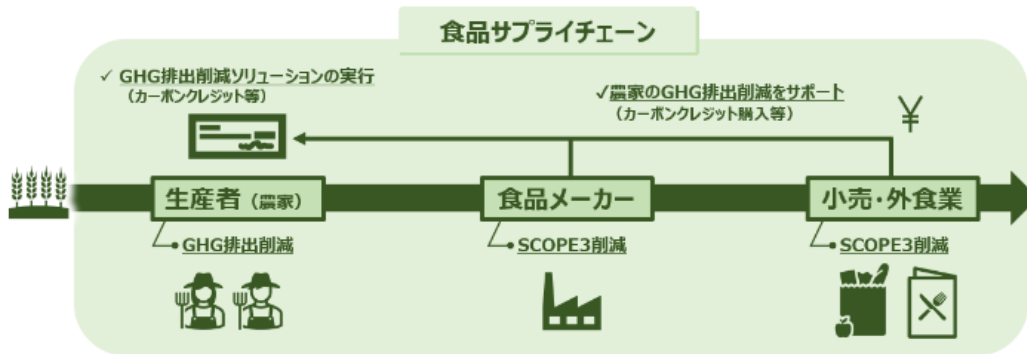 食品サプライチェーン
✓ GHG排出削減ソリューションの実行
（カーボンクレジット等）
✓農家のGHG排出削減をサポート
（カーボンクレジット購入等）
¥
生産者（農家）
食品メーカー
小売・外食業
GHG排出削減
SCOPE3削減
SCOPE3削減